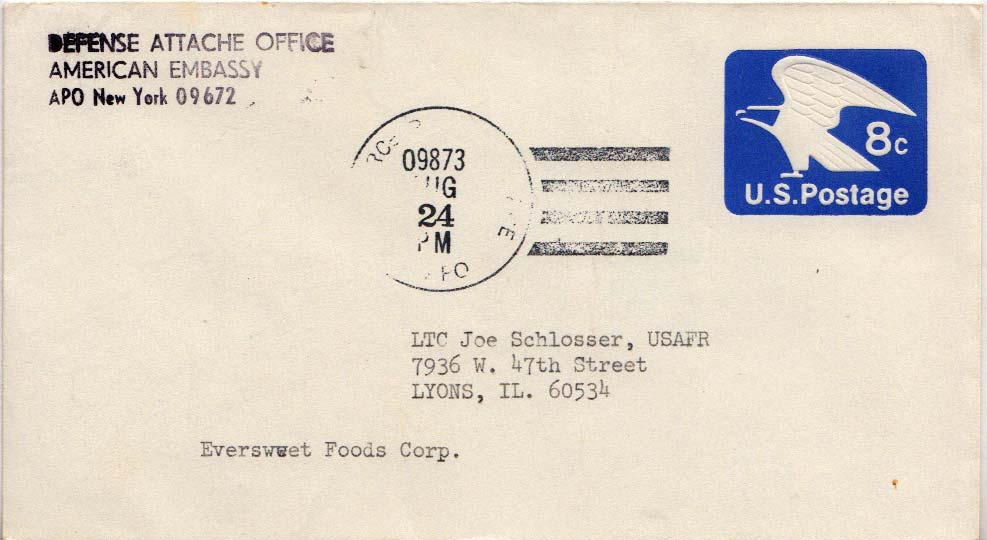 DEFENSE ATTACHE OFFICE
AMERICAN EMBASSY
APO New York 09672
8c
U.S.Postage
09873
24
PM
LTC Joe Schlosser, USAFR
7936 W. 47th Street
LYONS, IL. 60534
Eversweet Foods Corp.